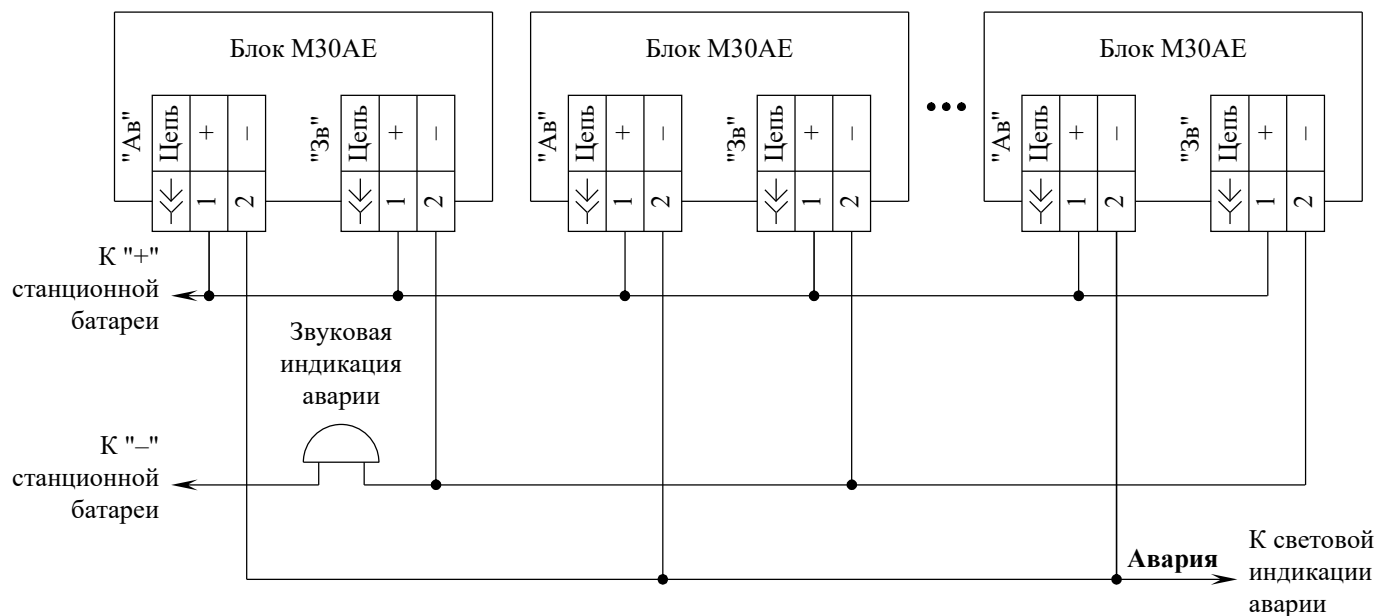 Блок М30АЕ
Блок М30АЕ
Блок М30АЕ
"Ав"
Цепь
+
–
1
2
"Зв"
Цепь
+
–
1
2
"Ав"
Цепь
+
–
1
2
"Зв"
Цепь
+
–
1
2
"Ав"
Цепь
+
–
1
2
"Зв"
Цепь
+
–
1
2
К "+"
станционной
батареи
Звуковая
индикация
аварии
К "–"
станционной
батареи
Авария
К световой
индикации
аварии